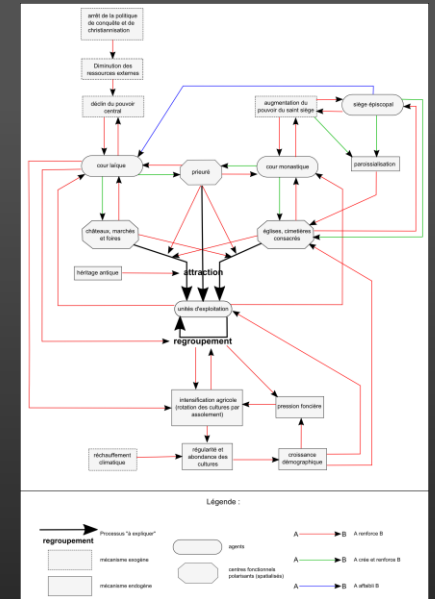 arrêt de la politique
de conquête et de
christiannisation
Diminution des
ressources externes
déclin du pouvoir
central
augmentation du
pouvoir du saint siège
siège épiscopal
paroissialisation
cour laïque
prieuré
cour monastique
châteaux, marchés
et foires
églises, cimetières
consacrés
héritage antique
attraction
unités d'exploitation
regroupement
intensification agricole
(rotation des cultures par
assolement)
pression foncière
réchauffement
climatique
régularité et
abondance des
cultures
croissance
démographique
Légende :
Processus "à expliquer"
regroupement
mécanisme exogène
mécanisme endogène
agents
centres fonctionnels
polarisants (spatialisés)
A B A renforce B
A B A crée et renforce B
A B A affaibli B